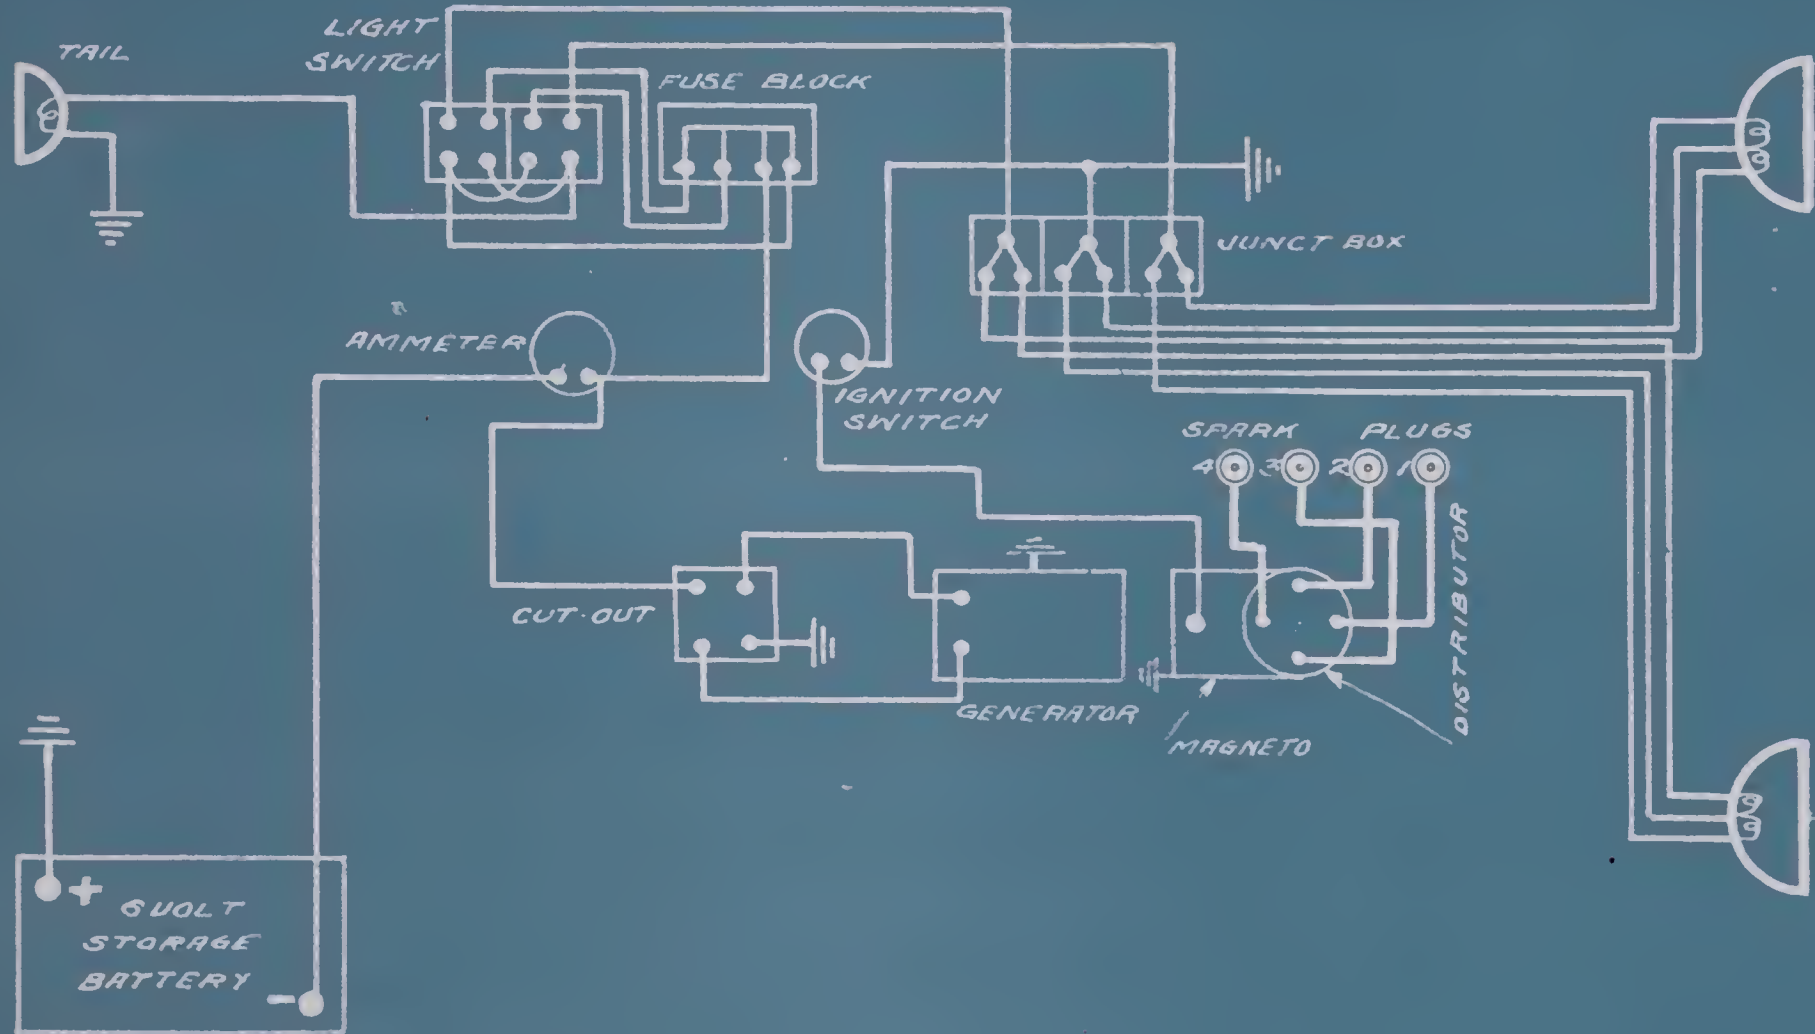 LIGHT
SWITCH
TAIL
FUSE BLOCK
JUNCT BOX
AMMETER
IGNITION
SWITCH
SPARK PLUGS
4 3 2 1
DISTRIBUTOR
CUT-OUT
GENERATOR
MAGNETO
+
6 VOLT
STORAGE
BATTERY
-